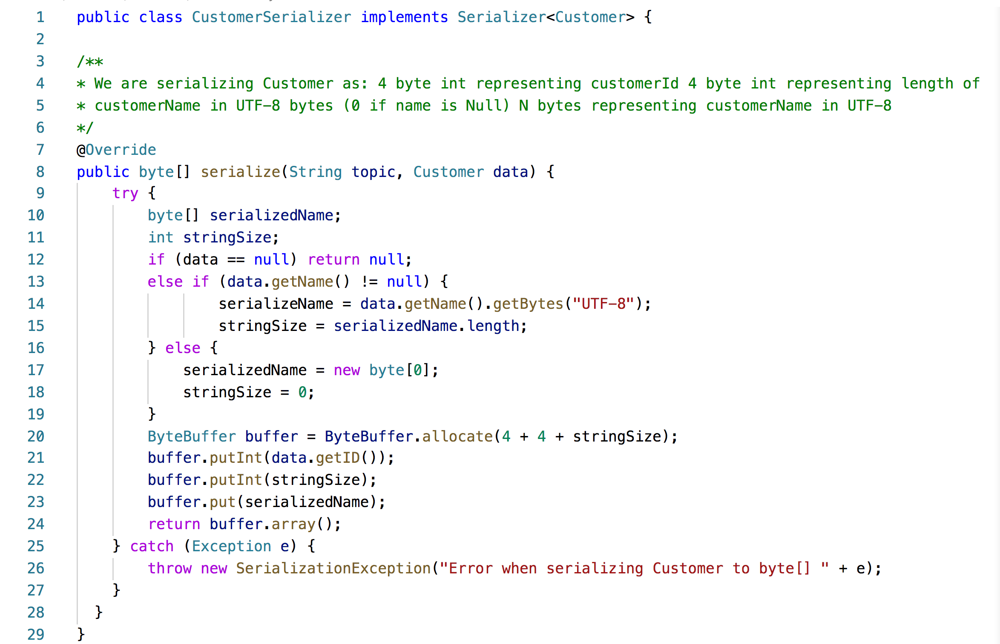 1 public class CustomerSerializer implements Serializer<Customer> {
2
3 /**
4 * We are serializing Customer as: 4 byte int representing customerId 4 byte int representing length of
5 * customerName in UTF-8 bytes (0 if name is Null) N bytes representing customerName in UTF-8
6 */
7 @Override
8 public byte[] serialize(String topic, Customer data) {
9     try {
10         byte[] serializedName;
11         int stringSize;
12         if (data == null) return null;
13         else if (data.getName() != null) {
14                 serializeName = data.getName().getBytes("UTF-8");
15                 stringSize = serializedName.length;
16         } else {
17             serializedName = new byte[0];
18             stringSize = 0;
19         }
20         ByteBuffer buffer = ByteBuffer.allocate(4 + 4 + stringSize);
21         buffer.putInt(data.getID());
22         buffer.putInt(stringSize);
23         buffer.put(serializedName);
24         return buffer.array();
25     } catch (Exception e) {
26         throw new SerializationException("Error when serializing Customer to byte[] " + e);
27     }
28   }
29 }